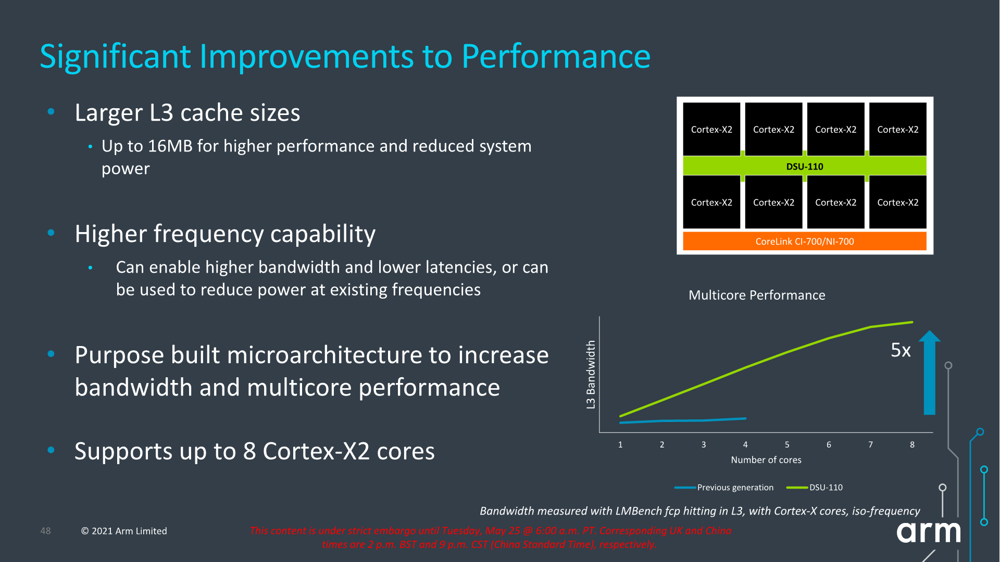 Significant Improvements to Performance
• Larger L3 cache sizes
• Up to 16MB for higher performance and reduced system
power
• Higher frequency capability
• Can enable higher bandwidth and lower latencies, or can
be used to reduce power at existing frequencies
• Purpose built microarchitecture to increase
bandwidth and multicore performance
• Supports up to 8 Cortex-X2 cores
Cortex-X2 Cortex-X2 Cortex-X2 Cortex-X2
DSU-110
Cortex-X2 Cortex-X2 Cortex-X2 Cortex-X2
CoreLink CI-700/NI-700
Multicore Performance
L3 Bandwidth
5x
1 2 3 4 5 6 7 8
Number of cores
Previous generation DSU-110
Bandwidth measured with LMBench fcp hitting in L3, with Cortex-X cores, iso-frequency
48 © 2021 Arm Limited
This content is under strict embargo until Tuesday, May 25 @ 6:00 a.m. PT. Corresponding UK and China
times are 2 p.m. BST and 9 p.m. CST (China Standard Time), respectively.
arm